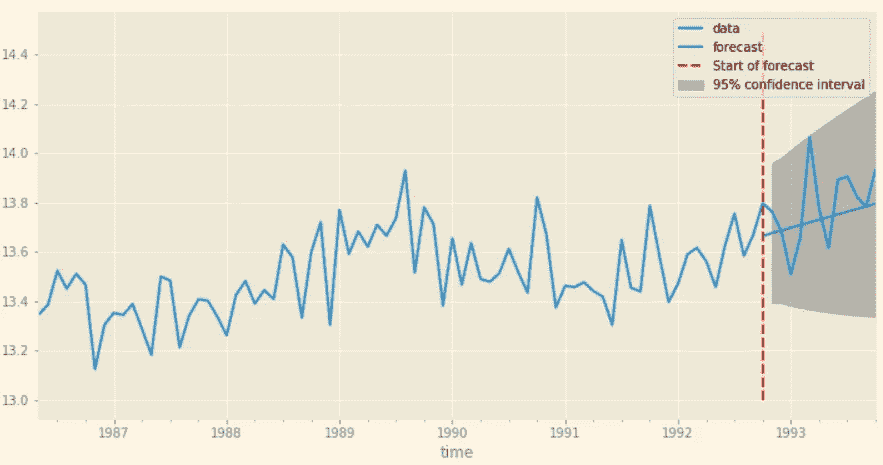 data
forecast
Start of forecast
95% confidence interval
14.4
14.2
14.0
13.8
13.6
13.4
13.2
13.0
1987 1988 1989 1990 1991 1992 1993
time